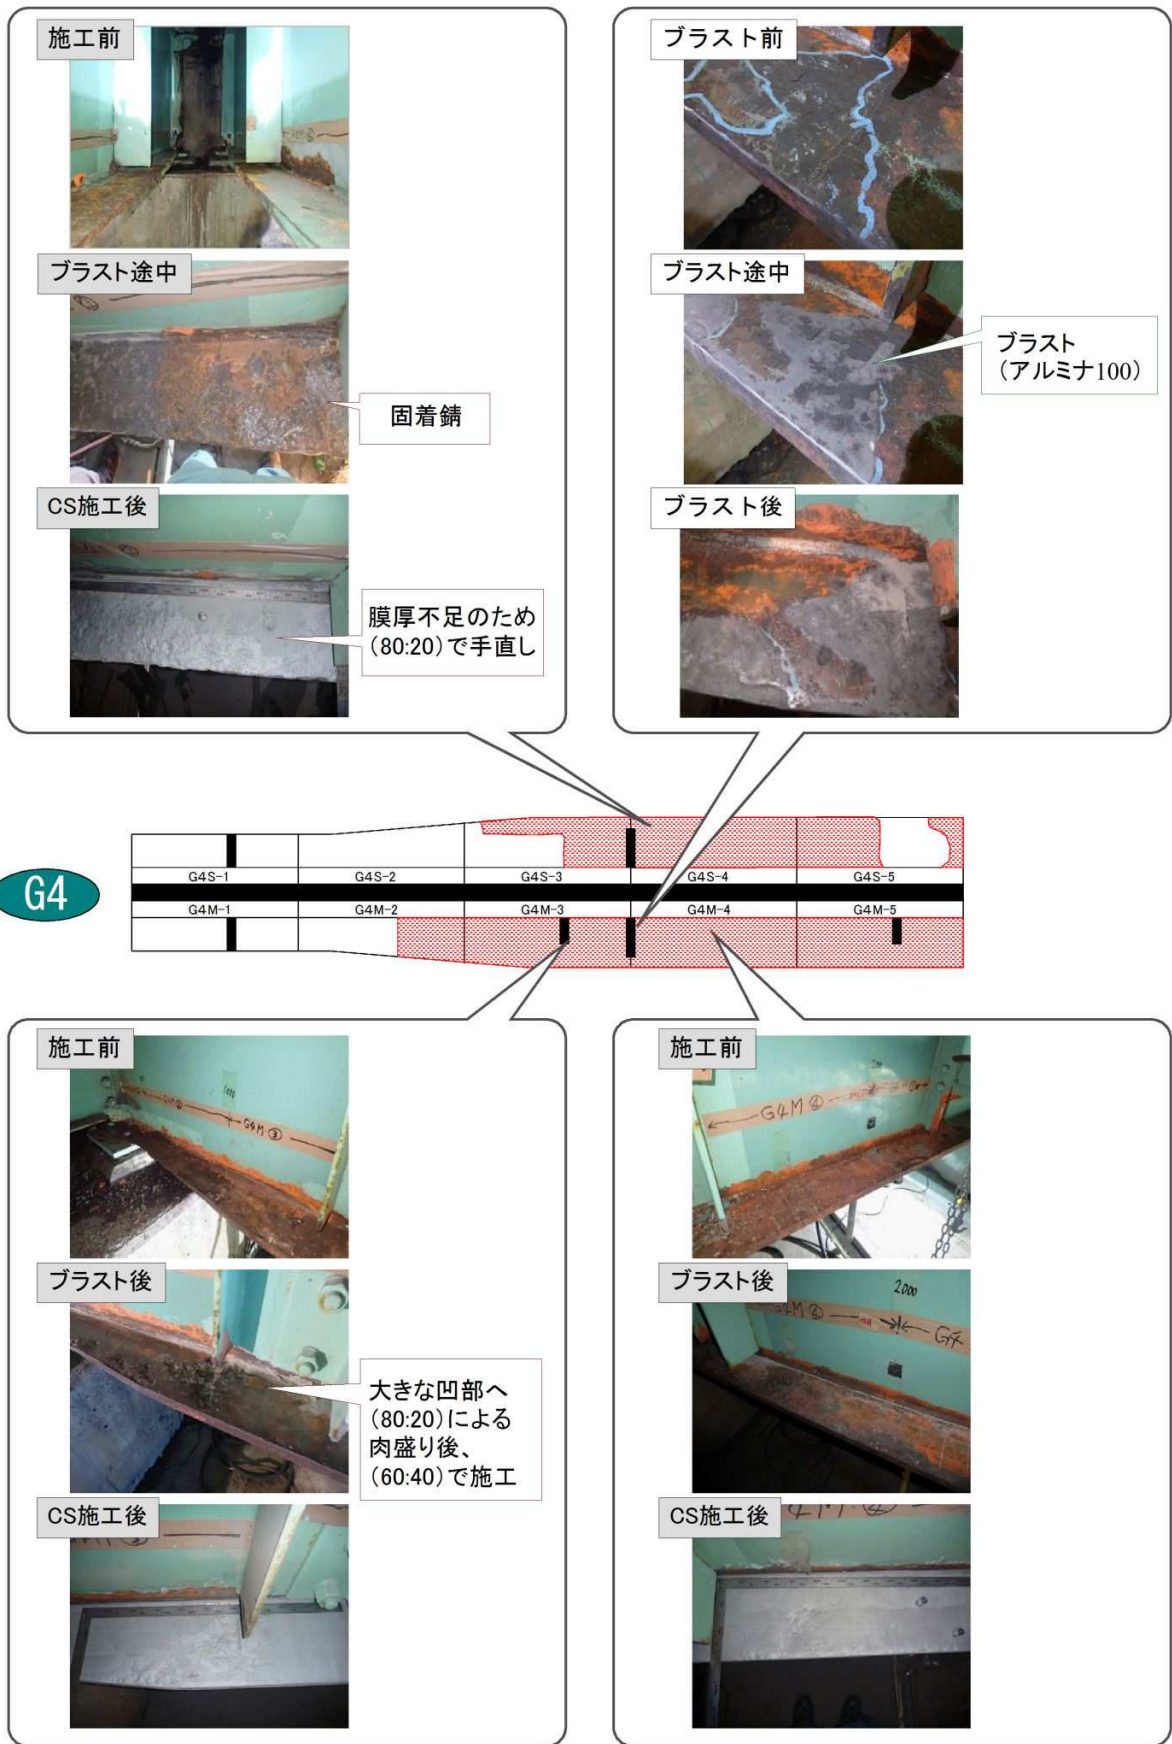 施工前
ブラスト途中
固着錆
CS施工後
膜厚不足のため
(80:20)で手直し
ブラスト前
ブラスト途中
ブラスト
(アルミナ100)
ブラスト後
G4
G4S-1
G4S-2
G4S-3
G4S-4
G4S-5
G4M-1
G4M-2
G4M-3
G4M-4
G4M-5
施工前
G4M③
ブラスト後
大きな凹部へ
(80:20)による
肉盛り後、
(60:40)で施工
CS施工後
施工前
G4M④
ブラスト後
2000
CS施工後